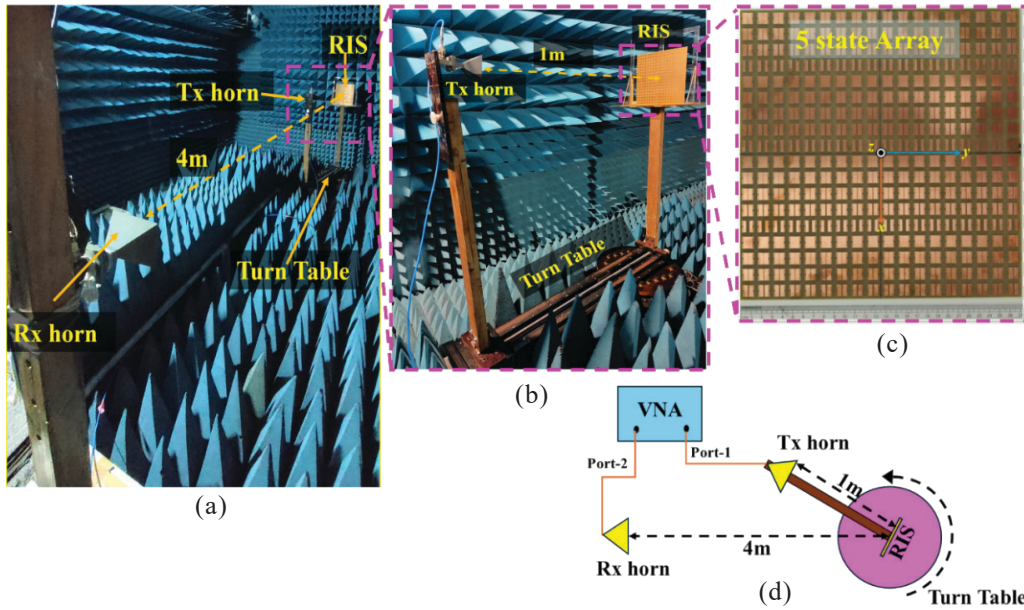 RIS
Tx horn
4m
Turn Table
Rx horn
(a)
RIS
1m
Tx horn
Turn Table
(b)
5 state Array
z
y
x
(c)
VNA
Port-2
Port-1
Tx horn
1m
RIS
4m
Rx horn
Turn Table
(d)